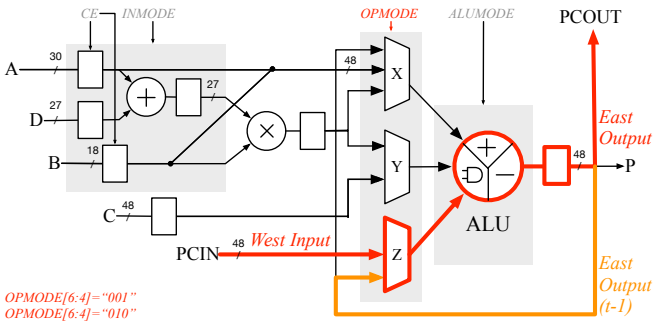 CE
INMODE
OPMODE
ALUMODE
PCOUT
A
30
D
27
B
18
27
48
X
Y
Z
C
48
PCIN
48
West Input
ALU
48
P
East
Output
East
Output
(t-1)
OPMODE[6:4]="001"
OPMODE[6:4]="010"